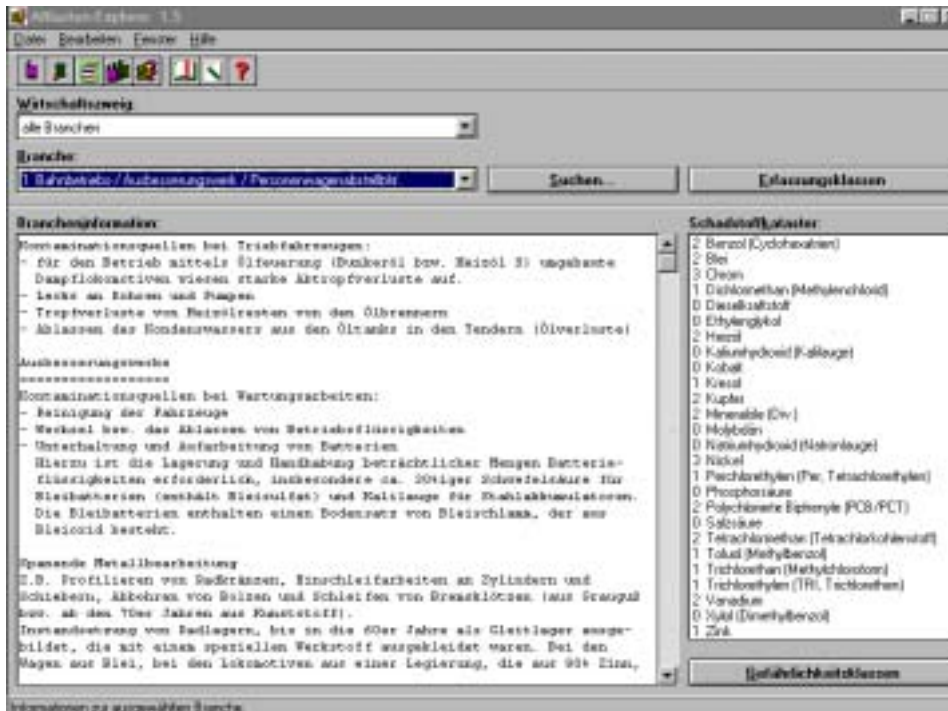 Altlasten-Explorer 1.5
Datei Bearbeiten Fenster Hilfe
Wirtschaftszweig:
alle Branchen
Branche:
1 Bahnbetriebs-/ Ausbesserungswerk / Personenwagenabstellbhf.
Suchen...
Erfassungsklassen
Brancheninformation:
Kontaminationsquellen bei Triebfahrzeugen:
- für den Betrieb mittels Ölfeuerung (Bunkeröl bzw. Heizöl S) umgebaute
Dampflokomotiven wiesen starke Abtropfverluste auf.
- Lecks an Rohren und Pumpen
- Tropfverluste von Heizölresten von den Ölbrennern
- Ablassen des Kondenswassers aus den Öltanks in den Tendern (Ölverluste)
Ausbesserungswerke
==================
Kontaminationsquellen bei Wartungsarbeiten:
- Reinigung der Fahrzeuge
- Wechsel bzw. das Ablassen von Betriebsflüssigkeiten
- Unterhaltung und Aufarbeitung von Batterien
Hierzu ist die Lagerung und Handhabung beträchtlicher Mengen Batterie-
flüssigkeiten erforderlich, insbesondere ca. 30%iger Schwefelsäure für
Bleibatterien (enthält Bleisulfat) und Kalilauge für Stahlakkumulatoren.
Die Bleibatterien enthalten einen Bodensatz von Bleischlamm, der aus
Bleioxid besteht.
Spanende Metallbearbeitung
Z.B. Profilieren von Radkränzen, Einschleifarbeiten an Zylindern und
Schiebern, Abbohren von Bolzen und Schleifen von Bremsklötzen (aus Grauguß
bzw. ab den 70er Jahren aus Kunststoff).
Instandsetzung von Radlagern, bis in die 60er Jahre als Gleitlager ausge-
bildet, die mit einem speziellen Werkstoff ausgekleidet waren. Bei den
Wagen aus Blei, bei den Lokomotiven aus einer Legierung, die aus 90% Zinn,
Schadstoffkataster:
2 Benzol (Cyclohexatrien)
2 Blei
3 Chrom
1 Dichlormethan (Methylenchlorid)
0 Dieselkraftstoff
0 Ethylenglykol
2 Heizöl
0 Kaliumhydroxid (Kalilauge)
0 Kobalt
1 Kresol
2 Kupfer
2 Mineralöle (Div.)
0 Molybdän
0 Natriumhydroxid (Natronlauge)
3 Nickel
1 Perchlorethylen (Per, Tetrachlorethylen)
0 Phosphorsäure
2 Polychlorierte Biphenyle (PCB/PCT)
0 Salzsäure
2 Tetrachlormethan (Tetrachlorkohlenstoff)
1 Toluol (Methylbenzol)
1 Trichlorethan (Methylchloroform)
1 Trichlorethylen (TRI, Trichlorethen)
2 Vanadium
0 Xylol (Dimethylbenzol)
1 Zink
Gefährlichkeitsklassen
Informationen zur ausgewählten Branche